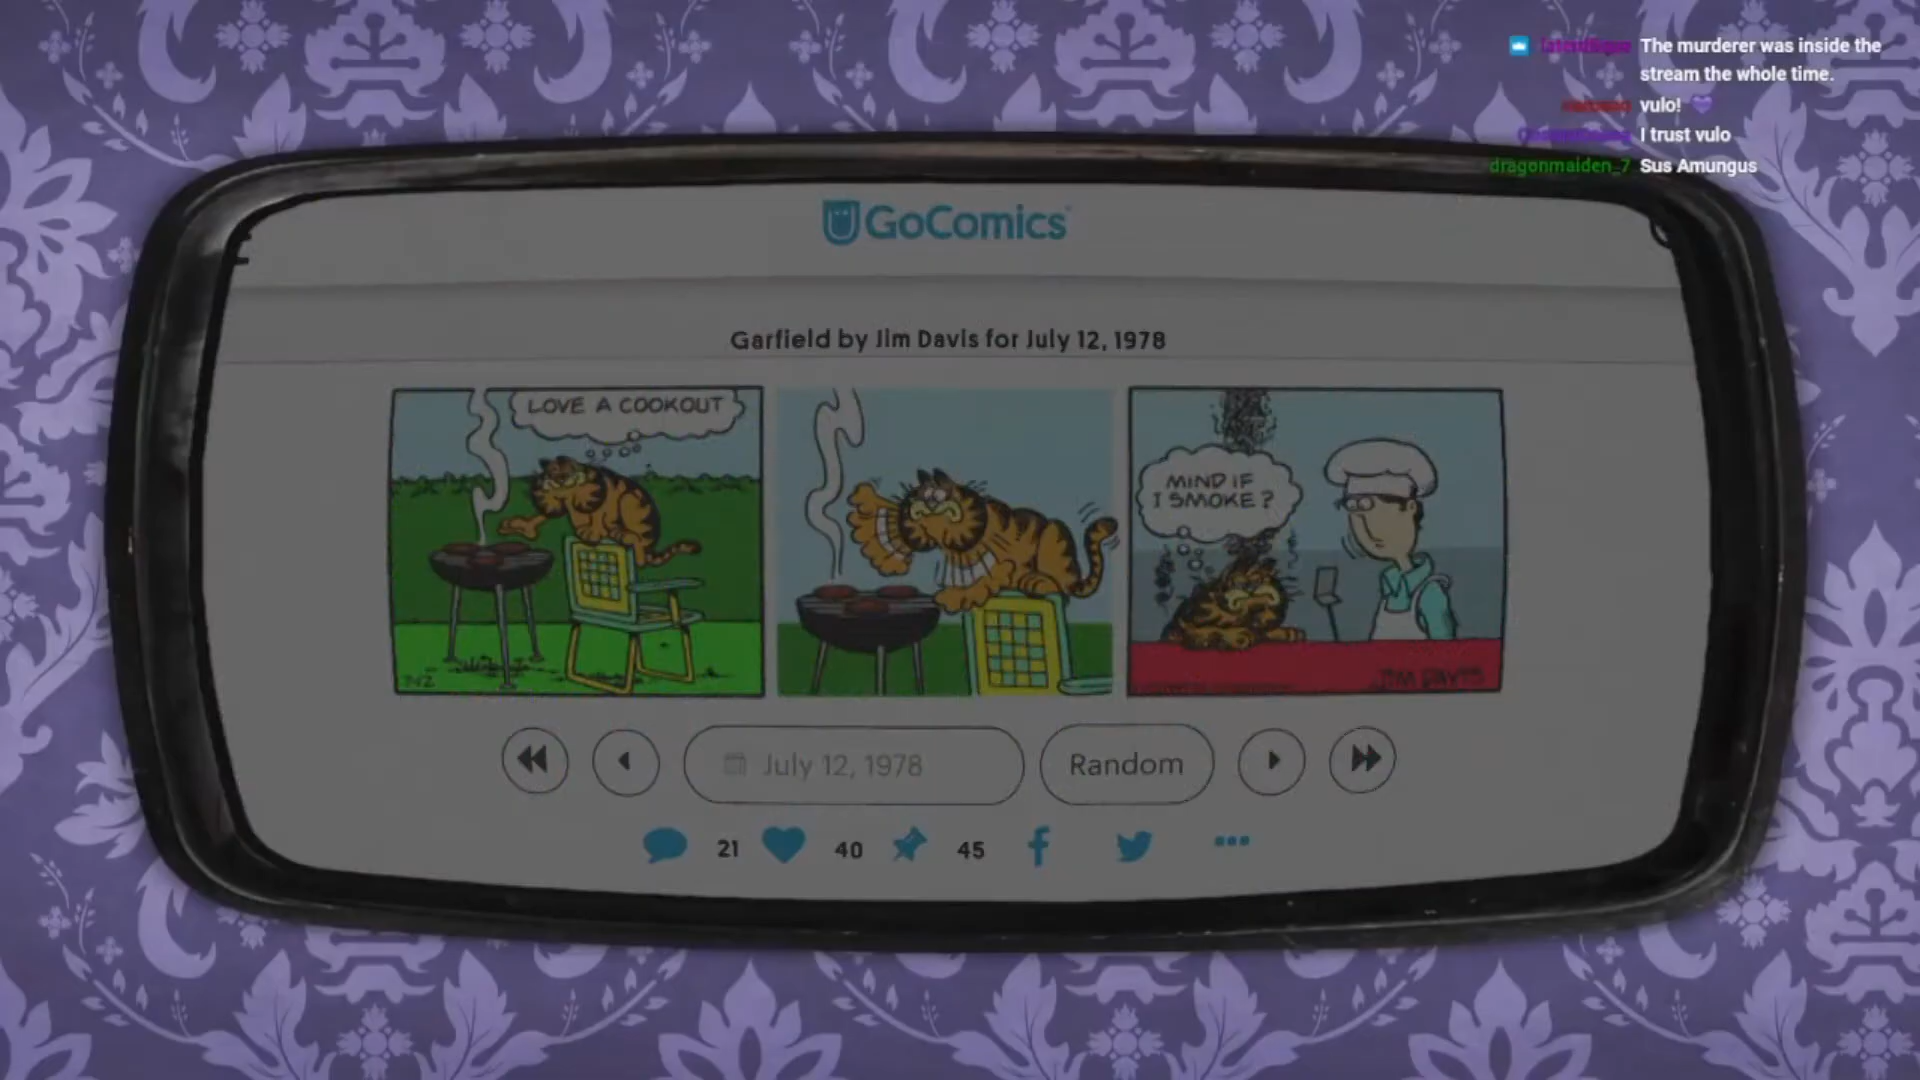 The murderer was inside the
stream the whole time.
vulo!
I trust vulo
dragonmaiden_7 Sus Amungus
GoComics
Garfield by Jim Davis for July 12, 1978
LOVE A COOKOUT
MIND IF
I SMOKE?
7-12
JIM DAVIS
July 12, 1978
Random
21
40
45